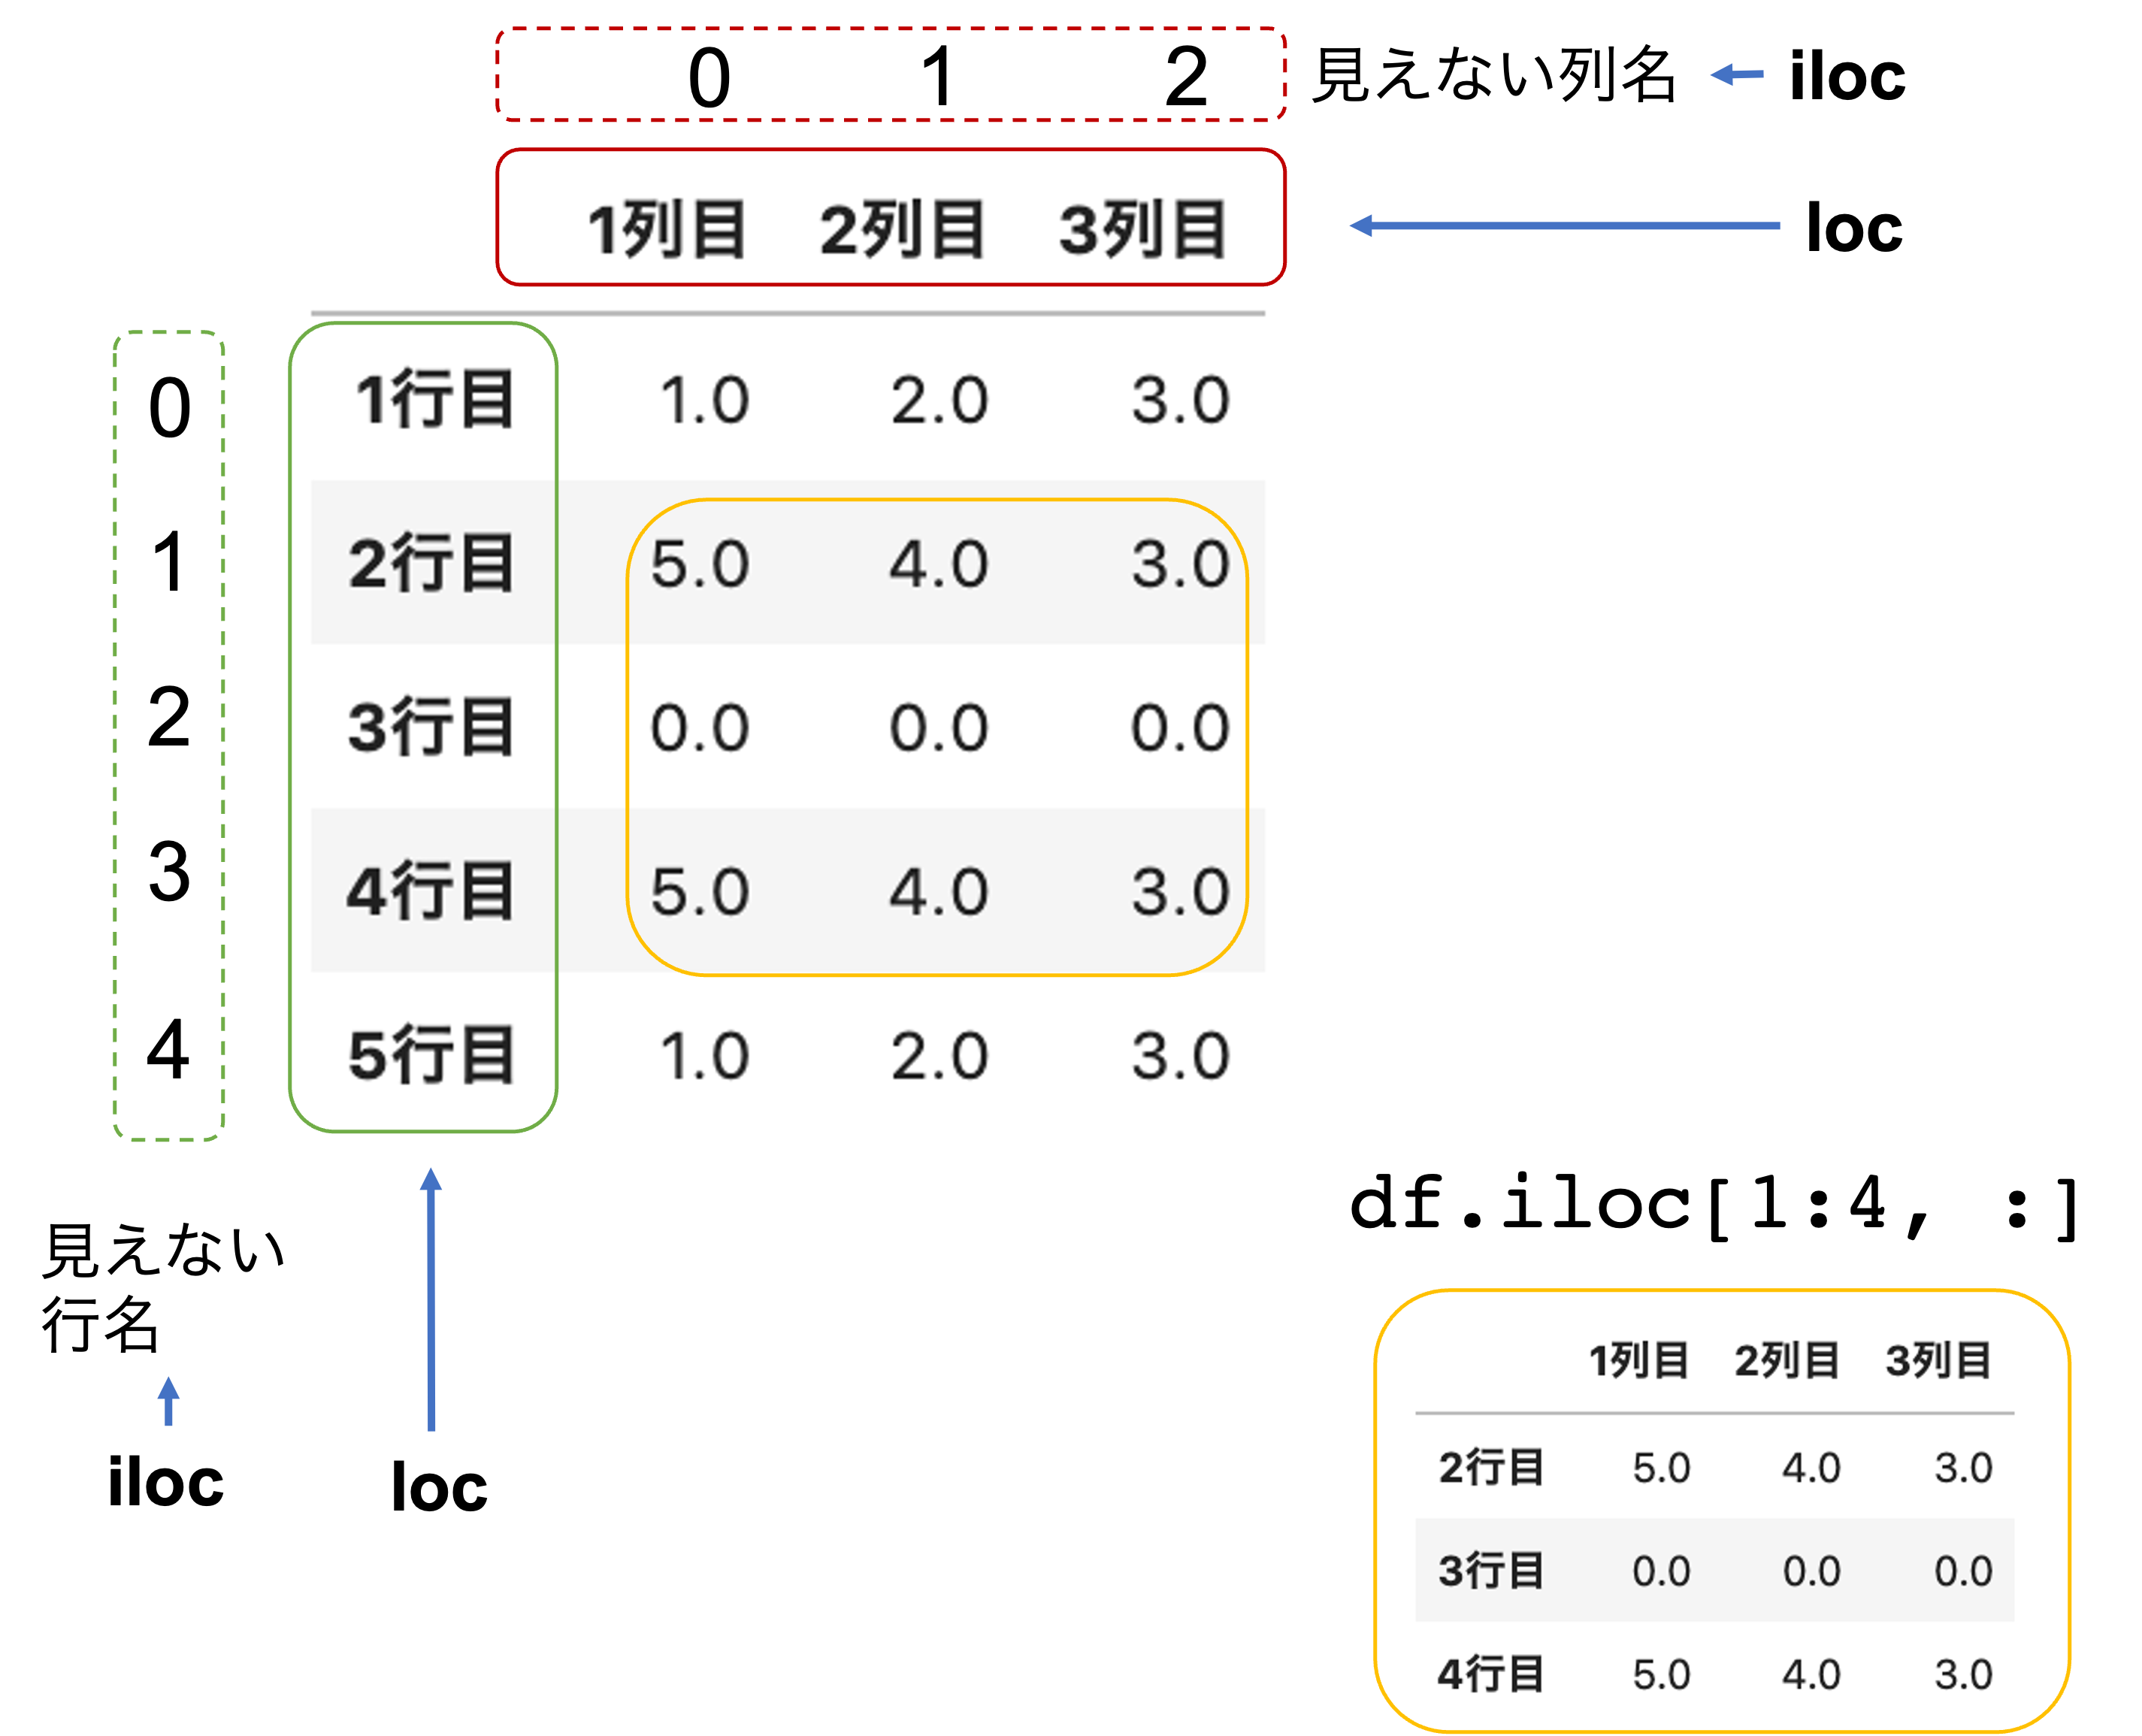 0 1 2 見えない列名 iloc
1列目 2列目 3列目 loc
0 1行目 1.0 2.0 3.0
1 2行目 5.0 4.0 3.0
2 3行目 0.0 0.0 0.0
3 4行目 5.0 4.0 3.0
4 5行目 1.0 2.0 3.0
見えない
行名
iloc
loc
df.iloc[1:4, :]
1列目 2列目 3列目
2行目 5.0 4.0 3.0
3行目 0.0 0.0 0.0
4行目 5.0 4.0 3.0